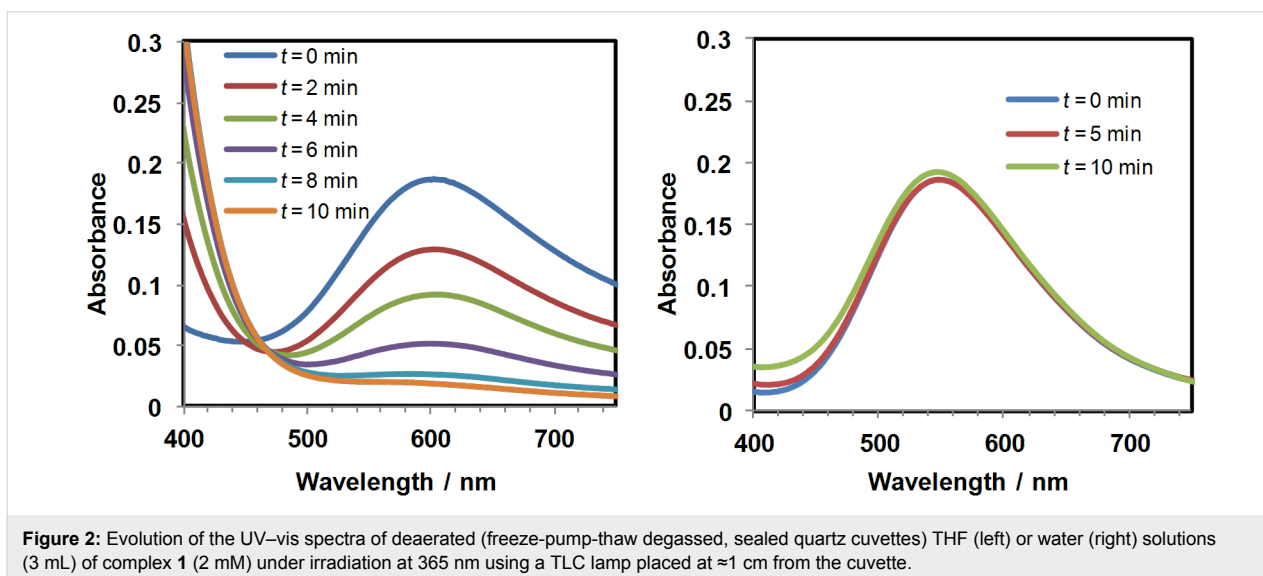 0.3
0.25
0.2
0.15
0.1
0.05
0
Absorbance
t = 0 min
t = 2 min
t = 4 min
t = 6 min
t = 8 min
t = 10 min
400 500 600 700
Wavelength / nm
0.3
0.25
0.2
0.15
0.1
0.05
0
Absorbance
t = 0 min
t = 5 min
t = 10 min
400 500 600 700
Wavelength / nm
Figure 2: Evolution of the UV–vis spectra of deaerated (freeze-pump-thaw degassed, sealed quartz cuvettes) THF (left) or water (right) solutions
(3 mL) of complex 1 (2 mM) under irradiation at 365 nm using a TLC lamp placed at ≈1 cm from the cuvette.